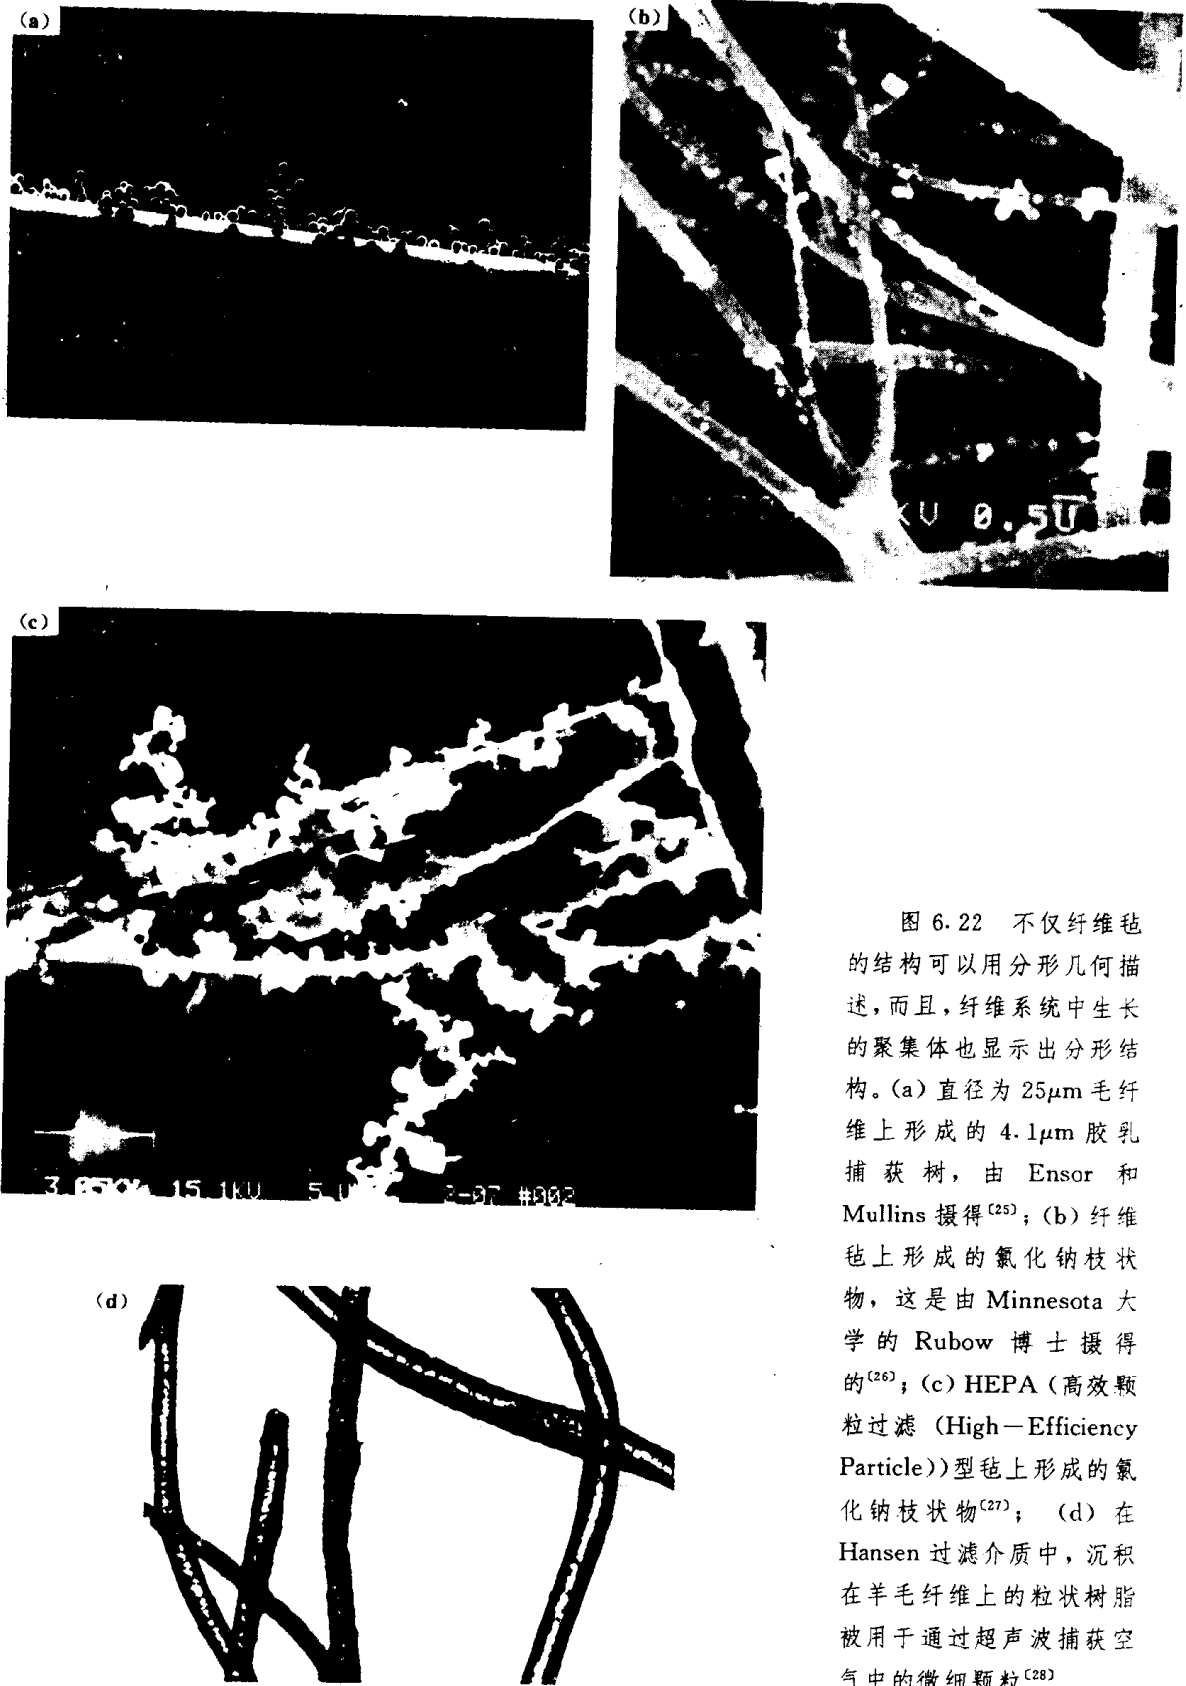 (a)
(b)
KV 0.5U
(c)
15.1KV 5 U 2-07 #002
(d)
图 6.22 不仅纤维毡
的结构可以用分形几何描
述,而且,纤维系统中生长
的聚集体也显示出分形结
构。(a) 直径为 25μm 毛纤
维上形成的 4.1μm 胶乳
捕获树，由 Ensor 和
Mullins 摄得〔25〕; (b) 纤维
毡上形成的氯化钠枝状
物，这是由 Minnesota 大
学的 Rubow 博士摄得
的〔26〕; (c) HEPA (高效颗
粒过滤 (High-Efficiency
Particle))型毡上形成的氯
化钠枝状物〔27〕; (d) 在
Hansen 过滤介质中，沉积
在羊毛纤维上的粒状树脂
被用于通过超声波捕获空
气中的微细颗粒〔28〕